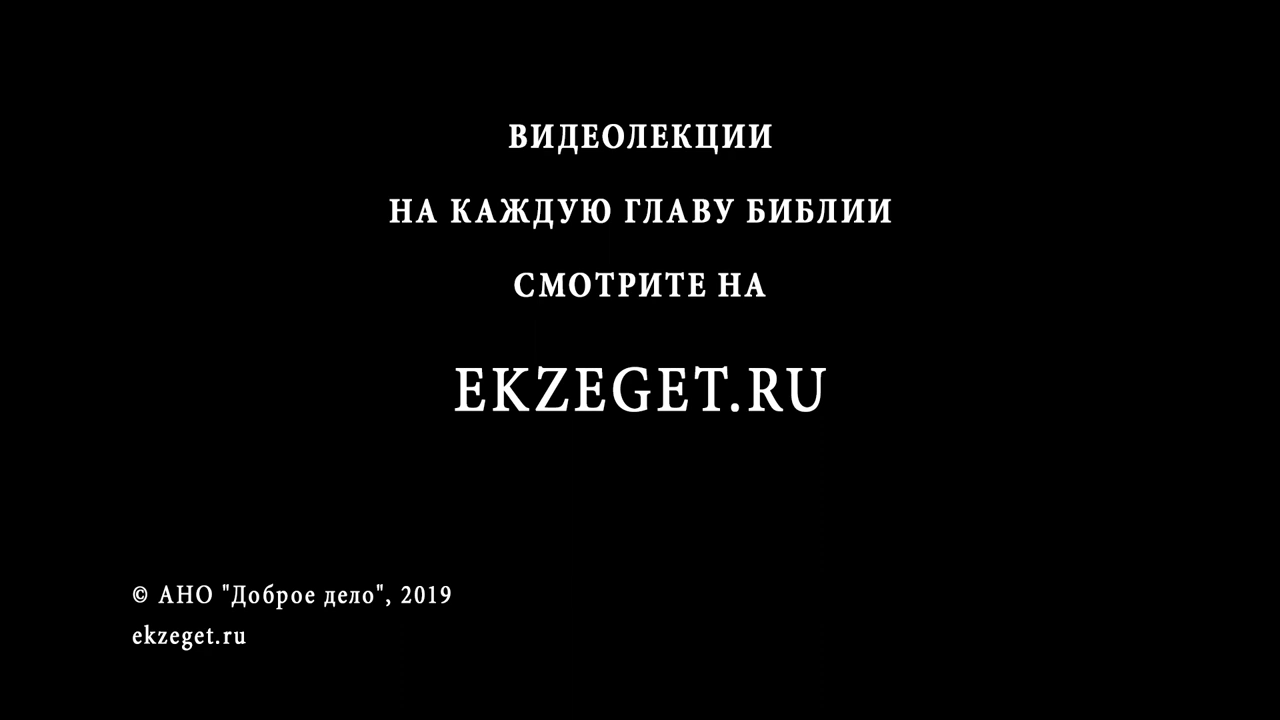 ВИДЕОЛЕКЦИИ
НА КАЖДУЮ ГЛАВУ БИБЛИИ
СМОТРИТЕ НА
EKZEGET.RU
© АНО "Доброе дело", 2019
ekzeget.ru